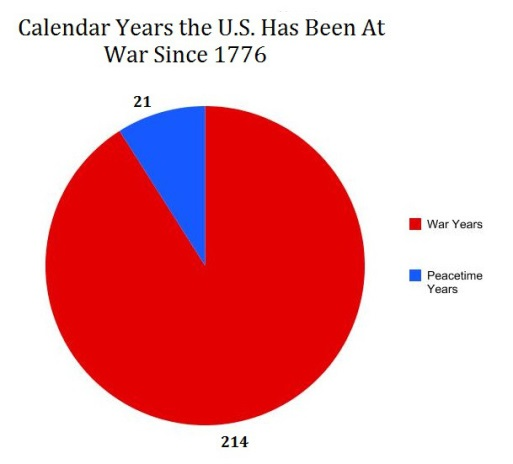 Calendar Years the U.S. Has Been At
War Since 1776
21
War Years
Peacetime
Years
214